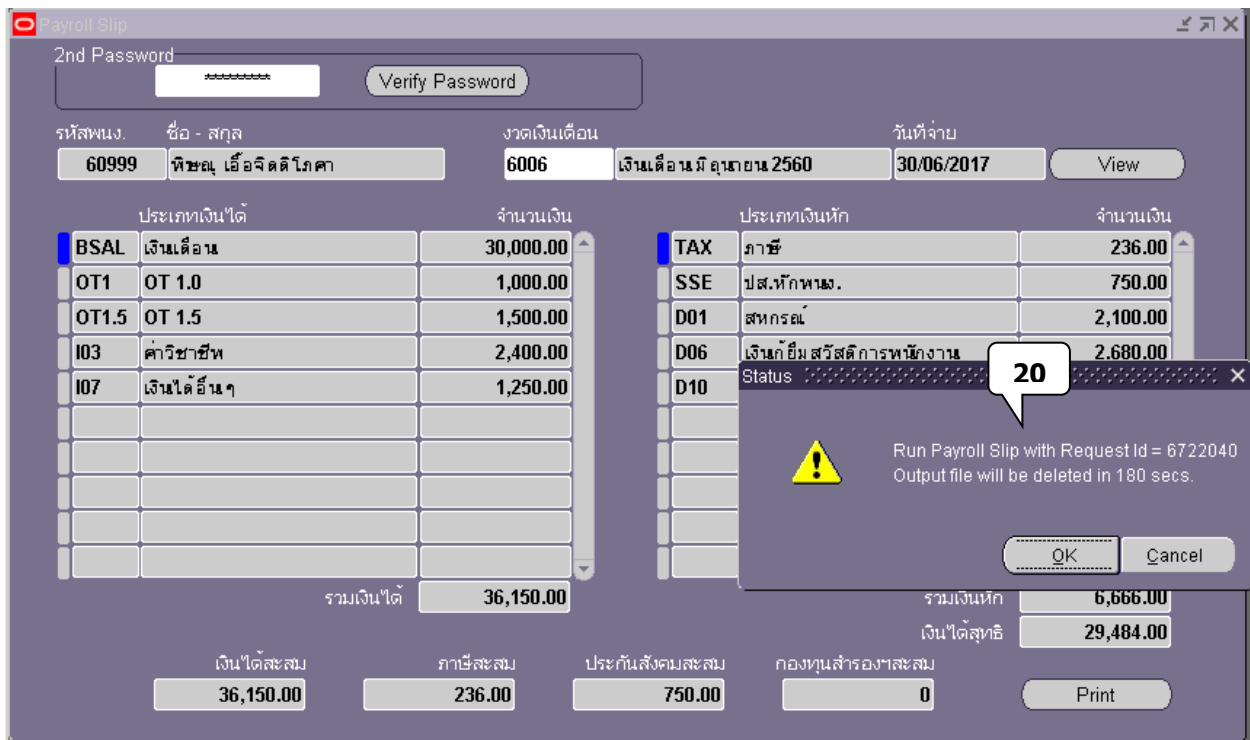 Payroll Slip
2nd Password
********** Verify Password
รหัสพนง. ชื่อ - สกุล งวดเงินเดือน วันที่จ่าย
60999 พิษณุ เอื้อจิตติโภคา 6006 เงินเดือนมิถุนายน 2560 30/06/2017 View
ประเภทเงินได้ จำนวนเงิน ประเภทเงินหัก จำนวนเงิน
BSAL เงินเดือน 30,000.00 TAX ภาษี 236.00
OT1 OT 1.0 1,000.00 SSE ปส.หักพนง. 750.00
OT1.5 OT 1.5 1,500.00 D01 สหกรณ์ 2,100.00
I03 ค่าวิชาชีพ 2,400.00 D06 เงินกู้ยืมสวัสดิการพนักงาน 2,680.00
I07 เงินได้อื่นๆ 1,250.00 D10
Status 20
Run Payroll Slip with Request Id = 6722040
Output file will be deleted in 180 secs.
OK Cancel
รวมเงินได้ 36,150.00 รวมเงินหัก 6,666.00
เงินได้สุทธิ 29,484.00
เงินได้สะสม ภาษีสะสม ประกันสังคมสะสม กองทุนสำรองฯสะสม
36,150.00 236.00 750.00 0 Print